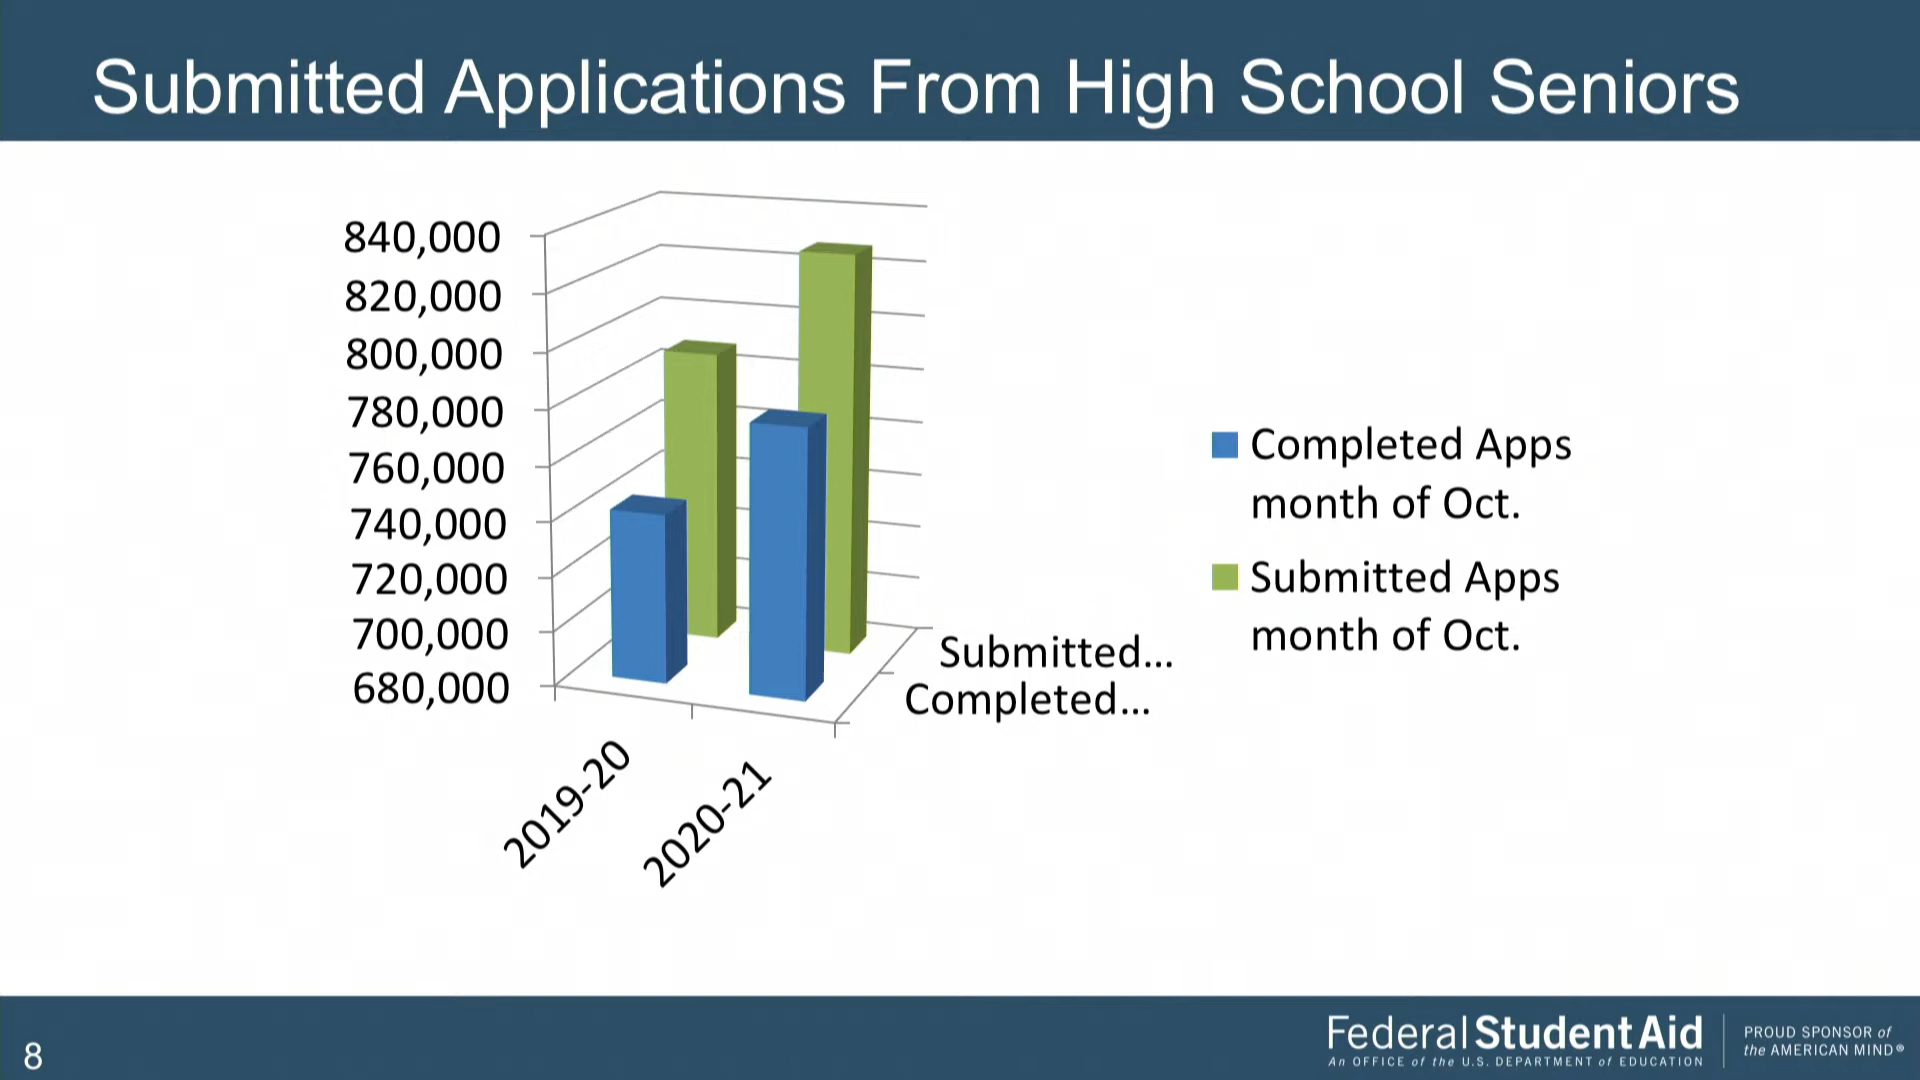 Submitted Applications From High School Seniors
840,000
820,000
800,000
780,000
760,000
740,000
720,000
700,000
680,000
2019-20
2020-21
Submitted...
Completed...
Completed Apps
month of Oct.
Submitted Apps
month of Oct.
8
Federal Student Aid
An OFFICE of the U.S. DEPARTMENT of EDUCATION
PROUD SPONSOR of
the AMERICAN MIND®